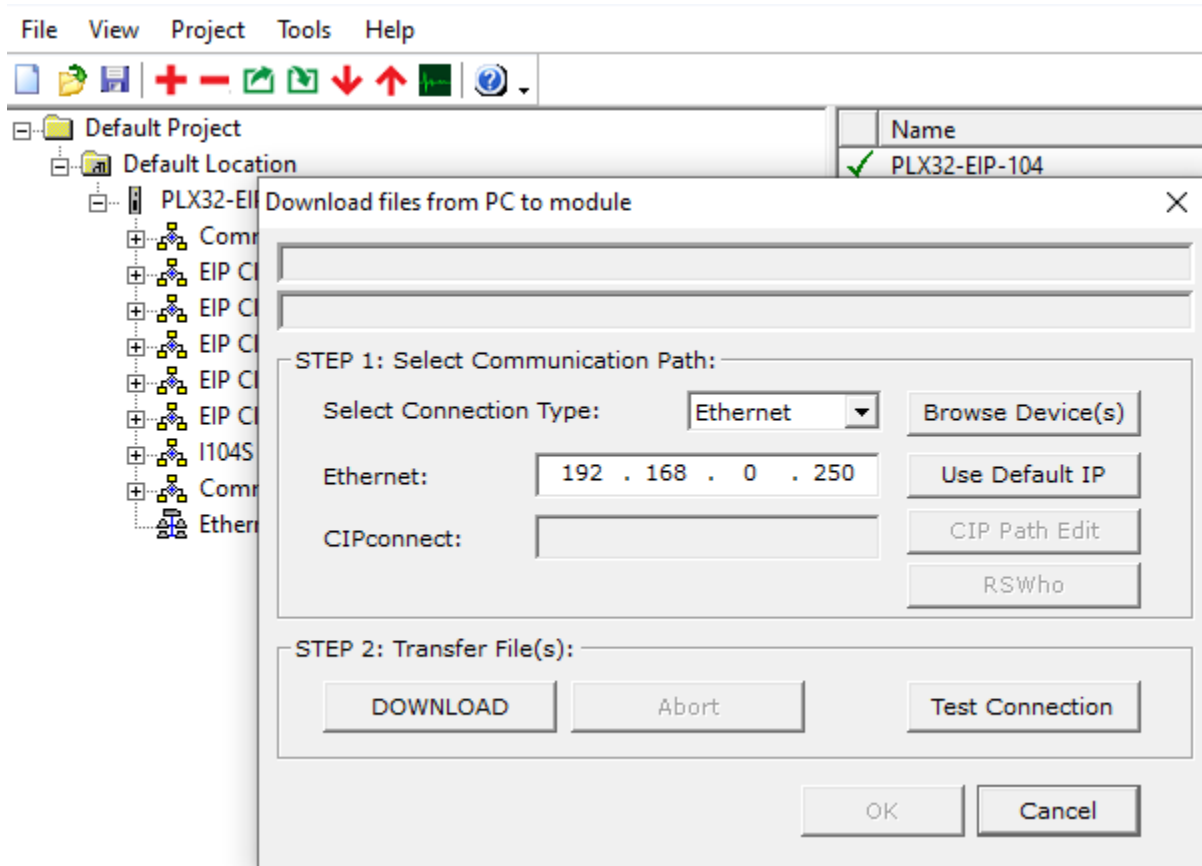 File View Project Tools Help
Default Project
Default Location
PLX32-EI
Comm
EIP Cl
EIP Cl
EIP Cl
EIP Cl
EIP Cl
I104S
Comm
Ethern
Name
PLX32-EIP-104
Download files from PC to module
STEP 1: Select Communication Path:
Select Connection Type: Ethernet Browse Device(s)
Ethernet: 192 . 168 . 0 . 250 Use Default IP
CIPconnect: CIP Path Edit
RSWho
STEP 2: Transfer File(s):
DOWNLOAD Abort Test Connection
OK Cancel